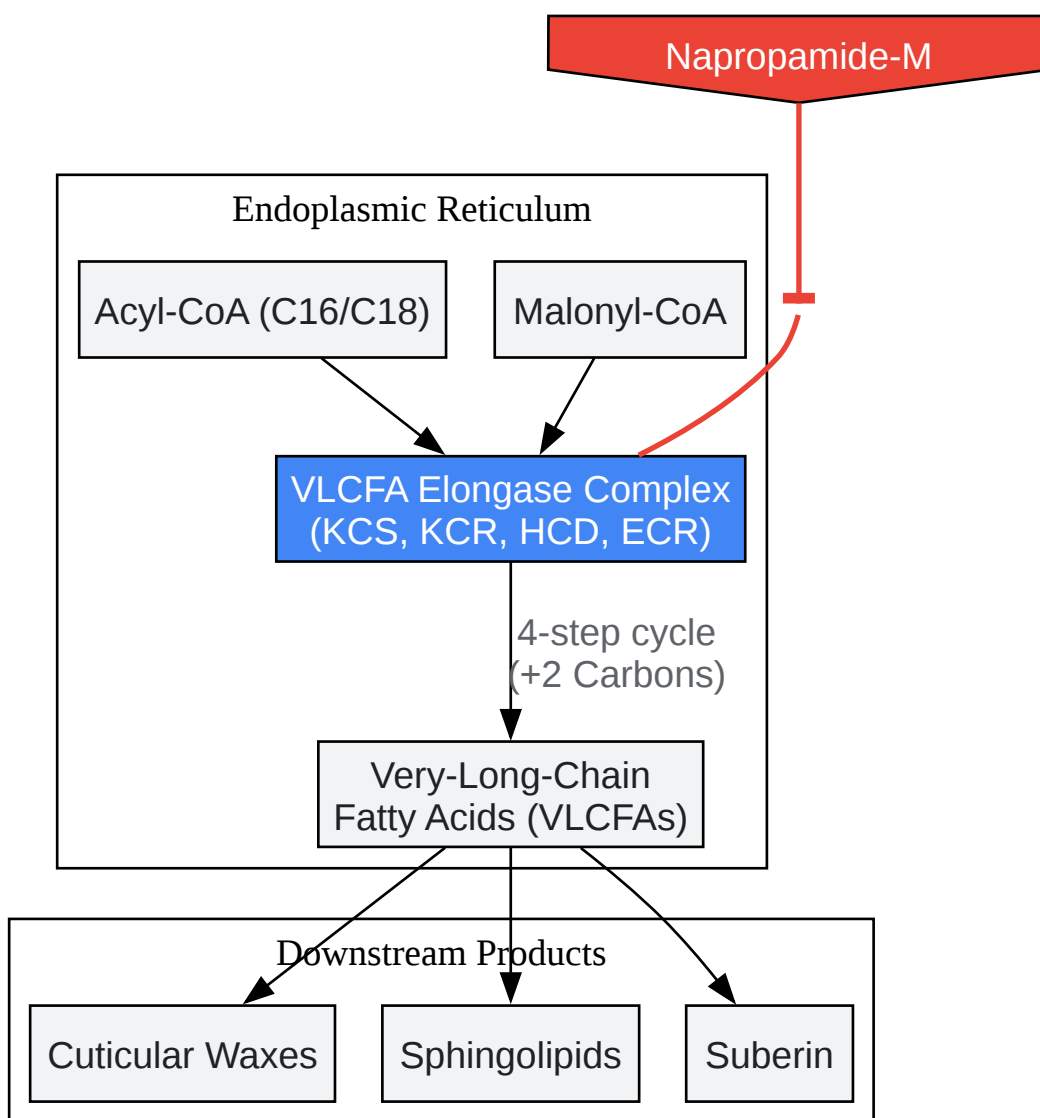 Napropamide-M
Endoplasmic Reticulum
Acyl-CoA (C16/C18)
Malonyl-CoA
VLCFA Elongase Complex
(KCS, KCR, HCD, ECR)
4-step cycle
(+2 Carbons)
Very-Long-Chain
Fatty Acids (VLCFAs)
Downstream Products
Cuticular Waxes
Sphingolipids
Suberin